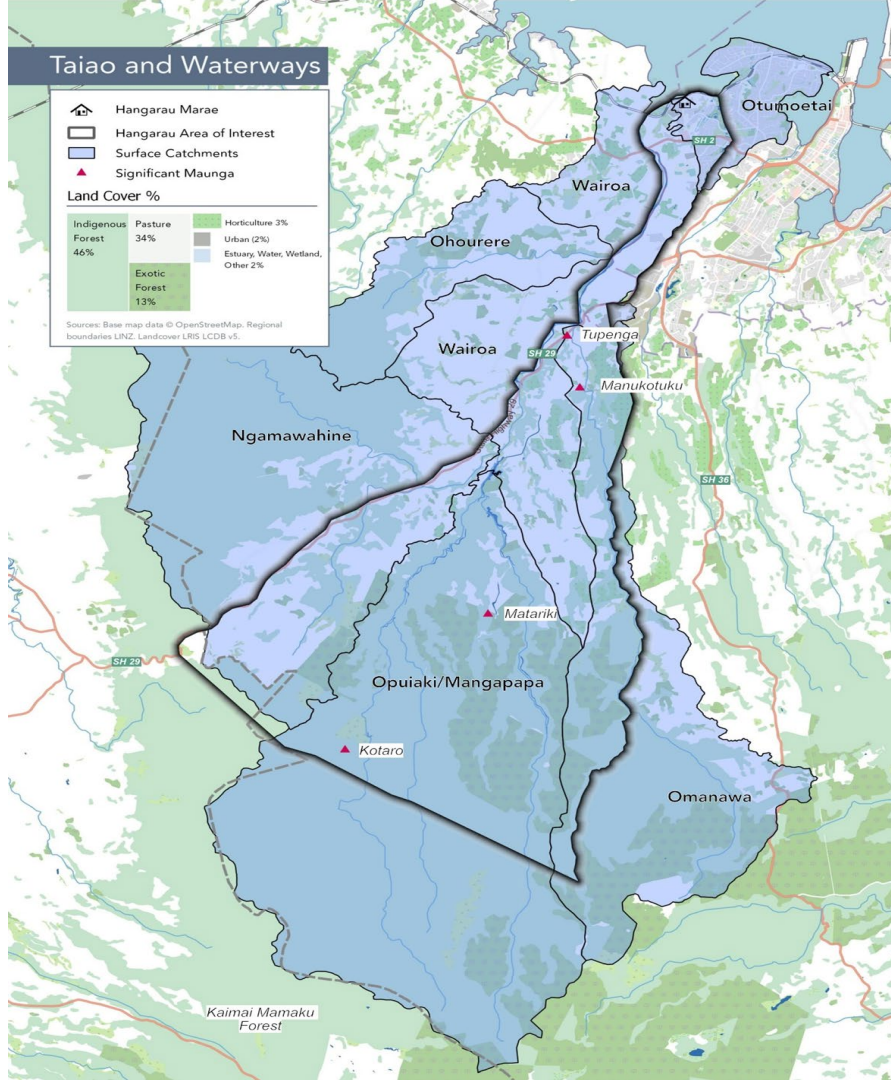 Taiao and Waterways
Hangarau Marae
Hangarau Area of Interest
Surface Catchments
Significant Maunga
Land Cover %
Indigenous
Forest
46%
Pasture
34%
Exotic
Forest
13%
Horticulture 3%
Urban (2%)
Estuary, Water, Wetland,
Other 2%
Sources: Base map data © OpenStreetMap. Regional
boundaries LINZ. Landcover LRIS LCDB v5.
Otumoetai
SH 2
Wairoa
Ohourere
Tupenga
Wairoa
SH 29
Manukotuku
Ngamawahine
SH 36
Matariki
SH 29
Opuiaki/Mangapapa
Kotaro
Omanawa
Kaimai Mamaku
Forest